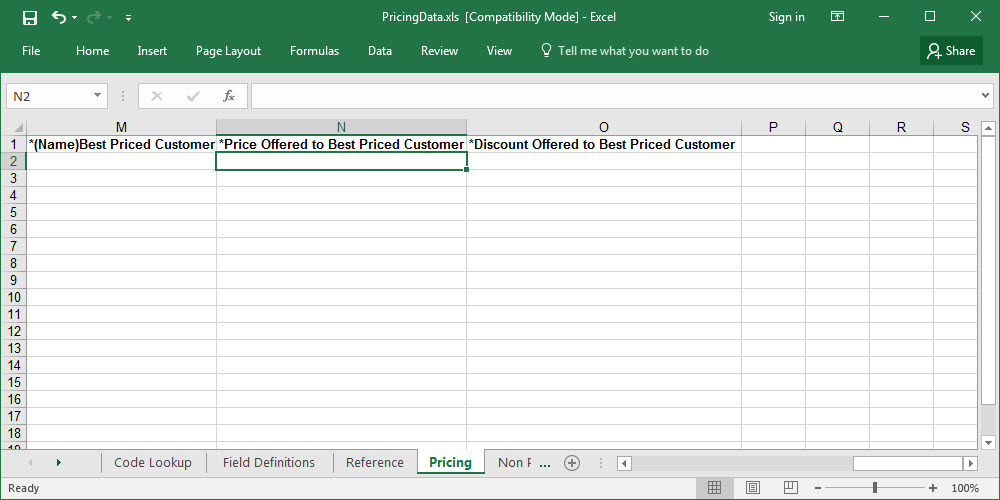 PricingData.xls [Compatibility Mode] - Excel
Sign in
File Home Insert Page Layout Formulas Data Review View Tell me what you want to do Share
N2 fx
M N O P Q R S
1 *(Name)Best Priced Customer *Price Offered to Best Priced Customer *Discount Offered to Best Priced Customer
2
3
4
5
6
7
8
9
10
11
12
13
14
15
16
17
18
19
Code Lookup Field Definitions Reference Pricing Non P ...
Ready 100%